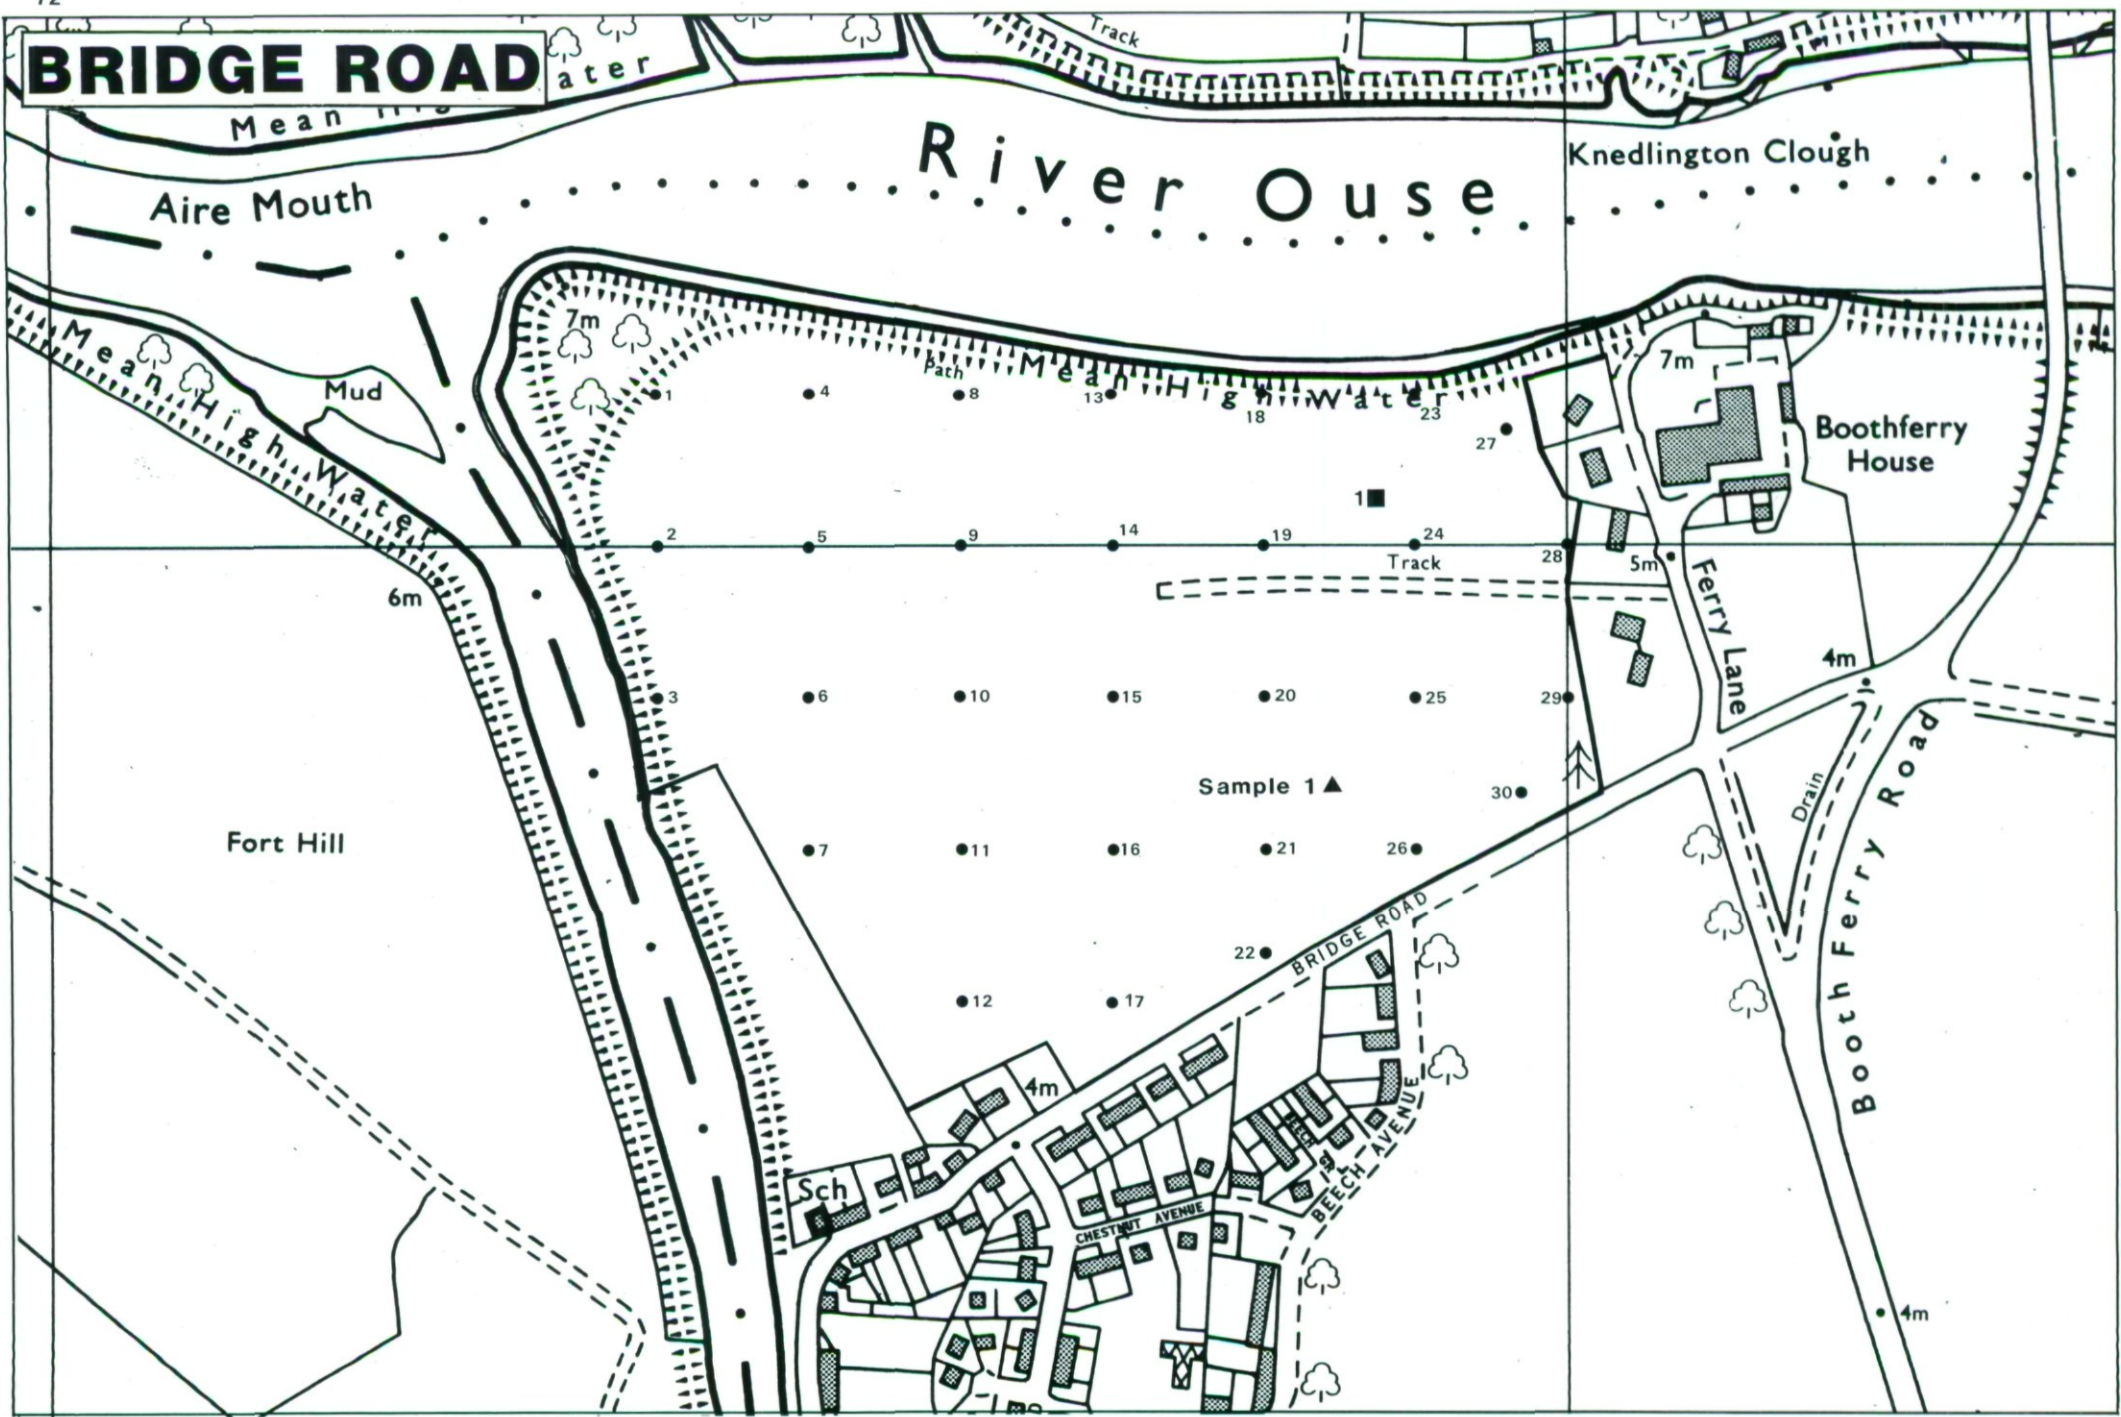 BRIDGE ROAD
ater
Mean
Track
River Ouse
Knedlington Clough
Aire Mouth
7m
7m
Mud
Path
Mean High Water
Mean High Water
Boothferry
House
1
4
8
13
18
23
27
1
2
5
9
14
19
24
28
Track
5m
6m
Ferry Lane
4m
3
6
10
15
20
25
29
Sample 1
30
Drain
Booth Ferry Road
Fort Hill
7
11
16
21
26
BRIDGE ROAD
22
12
17
4m
Sch
BEECH GR
BEECH AVENUE
CHESTNUT AVENUE
4m